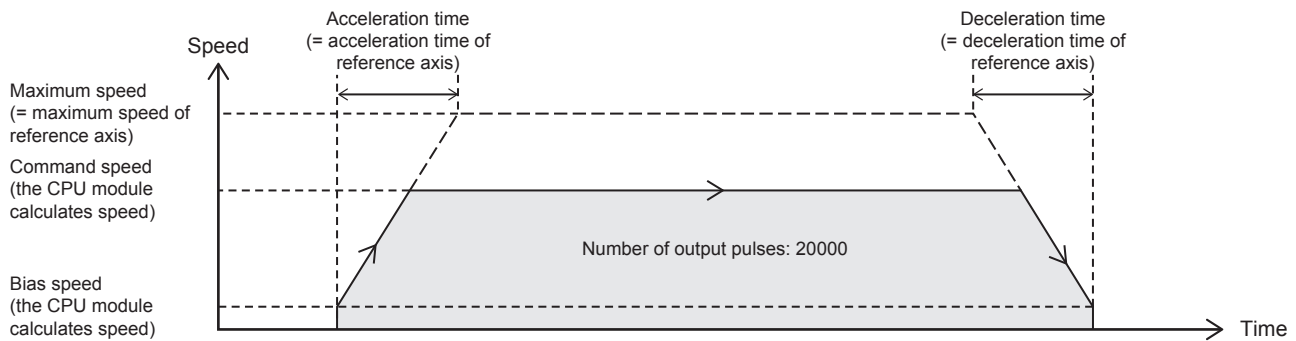 Acceleration time
(= acceleration time of
reference axis)
Deceleration time
(= deceleration time of
reference axis)
Speed
Maximum speed
(= maximum speed of
reference axis)
Command speed
(the CPU module
calculates speed)
Number of output pulses: 20000
Bias speed
(the CPU module
calculates speed)
Time